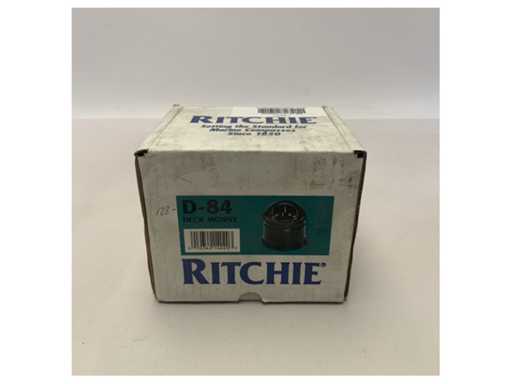 RITCHIE
Setting the Standard for
Marine Compasses
Since 1850
D-84
DECK MOUNT
RITCHIE®